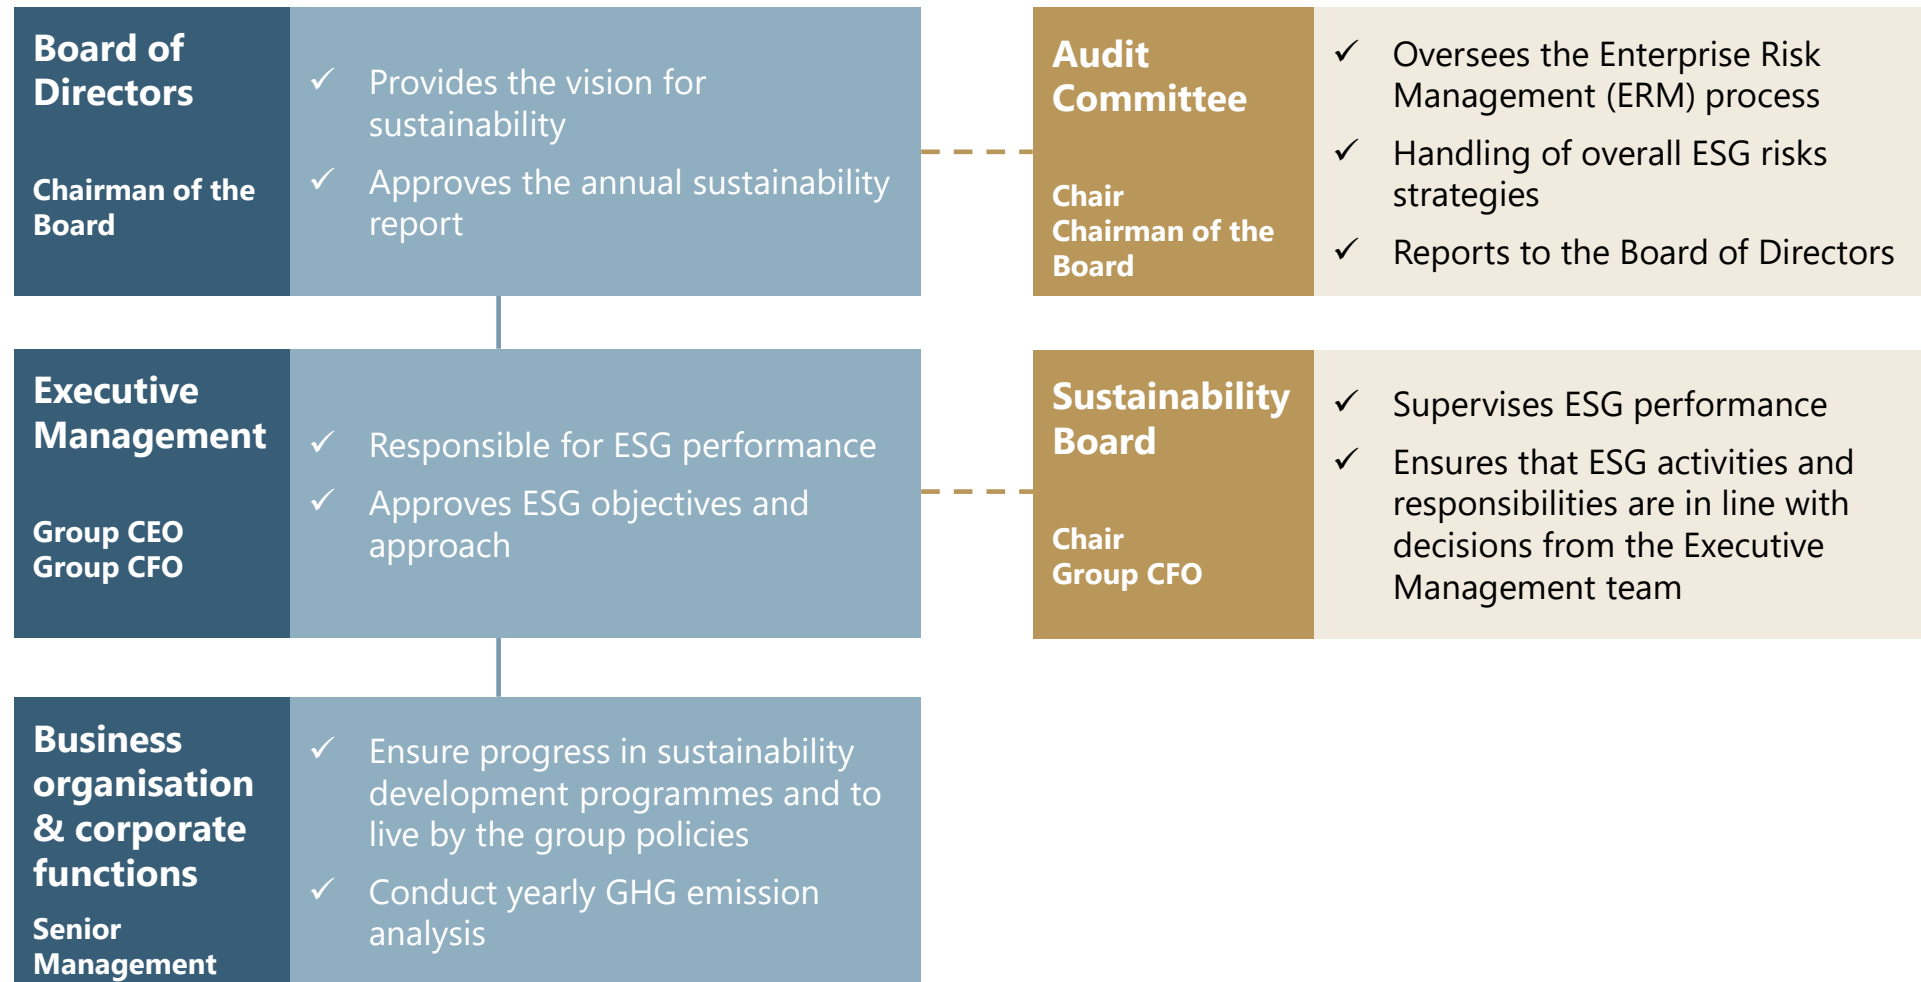 Board of
Directors
Chairman of the
Board
✓ Provides the vision for
sustainability
✓ Approves the annual sustainability
report
Audit
Committee
Chair
Chairman of the
Board
✓ Oversees the Enterprise Risk
Management (ERM) process
✓ Handling of overall ESG risks
strategies
✓ Reports to the Board of Directors
Executive
Management
Group CEO
Group CFO
✓ Responsible for ESG performance
✓ Approves ESG objectives and
approach
Sustainability
Board
Chair
Group CFO
✓ Supervises ESG performance
✓ Ensures that ESG activities and
responsibilities are in line with
decisions from the Executive
Management team
Business
organisation
& corporate
functions
Senior
Management
✓ Ensure progress in sustainability
development programmes and to
live by the group policies
✓ Conduct yearly GHG emission
analysis